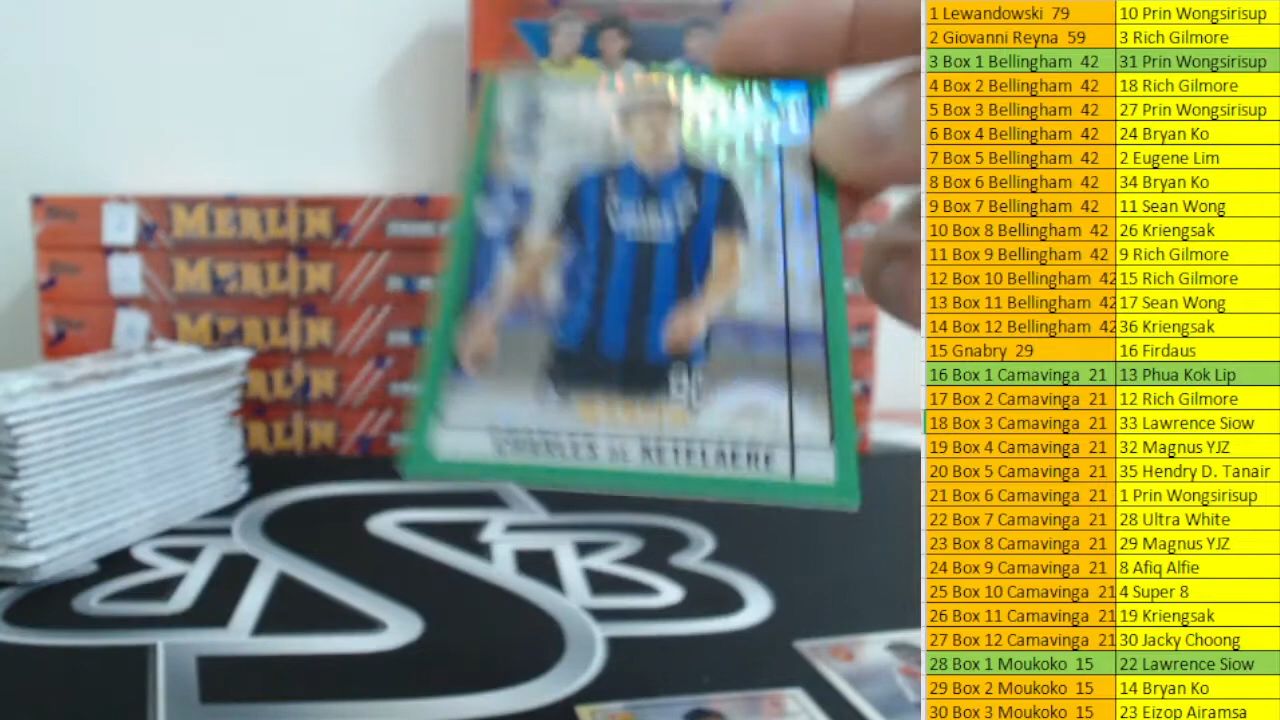 MERLIN
MERLIN
MERLIN
RLIN
RLIN
CHARLES DE KETELAERE
1 Lewandowski 79 10 Prin Wongsirisup
2 Giovanni Reyna 59 3 Rich Gilmore
3 Box 1 Bellingham 42 31 Prin Wongsirisup
4 Box 2 Bellingham 42 18 Rich Gilmore
5 Box 3 Bellingham 42 27 Prin Wongsirisup
6 Box 4 Bellingham 42 24 Bryan Ko
7 Box 5 Bellingham 42 2 Eugene Lim
8 Box 6 Bellingham 42 34 Bryan Ko
9 Box 7 Bellingham 42 11 Sean Wong
10 Box 8 Bellingham 42 26 Kriengsak
11 Box 9 Bellingham 42 9 Rich Gilmore
12 Box 10 Bellingham 42 15 Rich Gilmore
13 Box 11 Bellingham 42 17 Sean Wong
14 Box 12 Bellingham 42 36 Kriengsak
15 Gnabry 29 16 Firdaus
16 Box 1 Camavinga 21 13 Phua Kok Lip
17 Box 2 Camavinga 21 12 Rich Gilmore
18 Box 3 Camavinga 21 33 Lawrence Siow
19 Box 4 Camavinga 21 32 Magnus YJZ
20 Box 5 Camavinga 21 35 Hendry D. Tanair
21 Box 6 Camavinga 21 1 Prin Wongsirisup
22 Box 7 Camavinga 21 28 Ultra White
23 Box 8 Camavinga 21 29 Magnus YJZ
24 Box 9 Camavinga 21 8 Afiq Alfie
25 Box 10 Camavinga 21 4 Super 8
26 Box 11 Camavinga 21 19 Kriengsak
27 Box 12 Camavinga 21 30 Jacky Choong
28 Box 1 Moukoko 15 22 Lawrence Siow
29 Box 2 Moukoko 15 14 Bryan Ko
30 Box 3 Moukoko 15 23 Eizop Airamsa